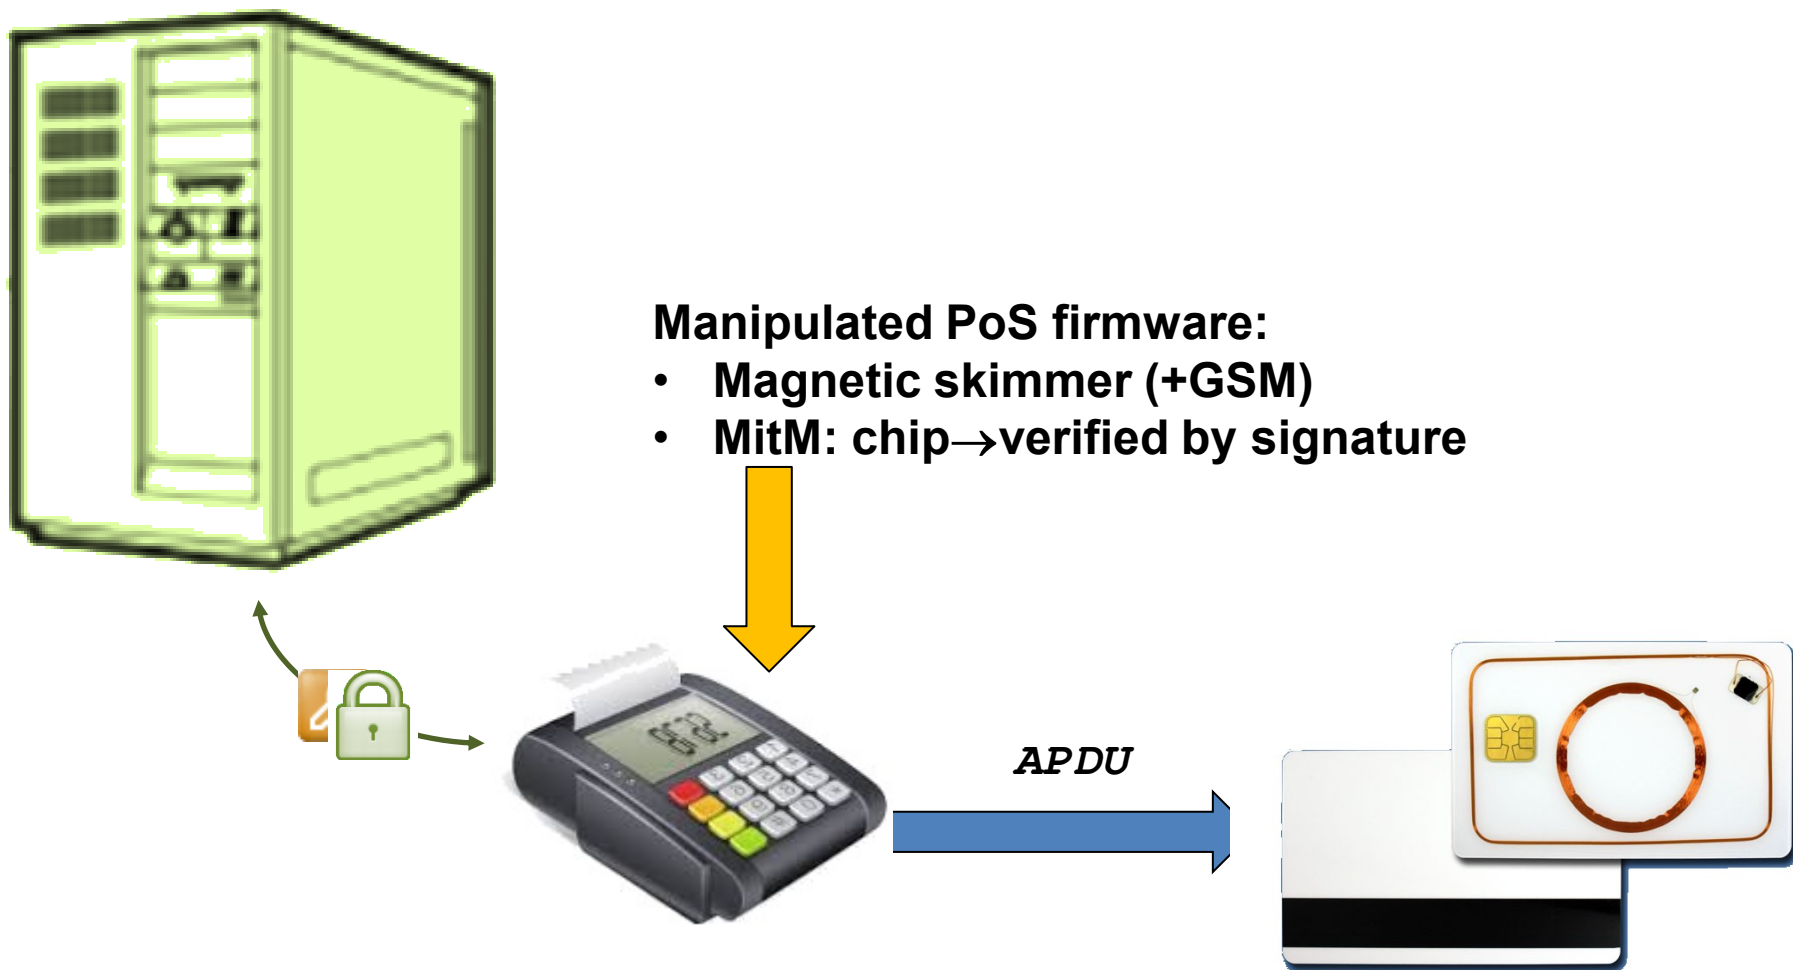 Manipulated PoS firmware:
• Magnetic skimmer (+GSM)
• MitM: chip→verified by signature
APDU